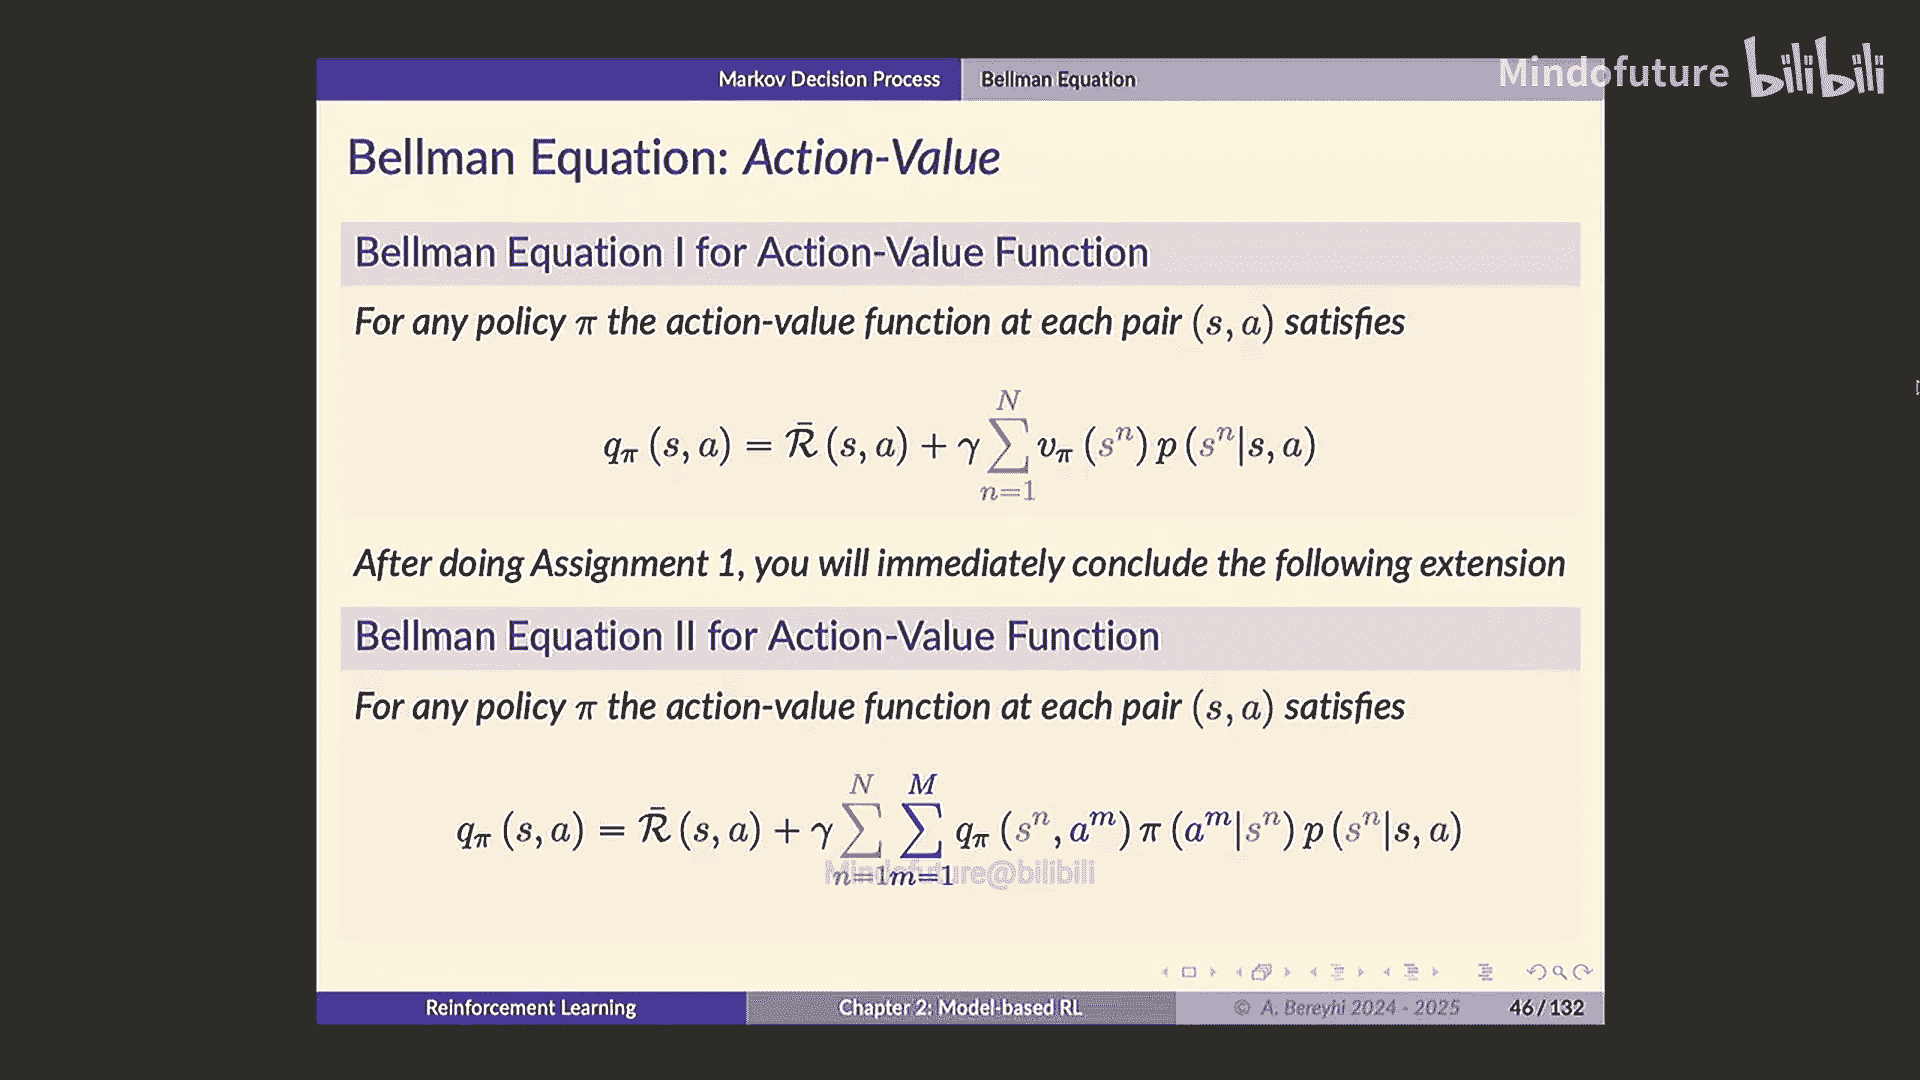 Markov Decision Process Bellman Equation
Mindofuture bilibili
Bellman Equation: Action-Value
Bellman Equation I for Action-Value Function
For any policy π the action-value function at each pair (s, a) satisfies
q_π (s, a) = R̄ (s, a) + γ ∑_{n=1}^{N} v_π (s^n) p (s^n|s, a)
After doing Assignment 1, you will immediately conclude the following extension
Bellman Equation II for Action-Value Function
For any policy π the action-value function at each pair (s, a) satisfies
q_π (s, a) = R̄ (s, a) + γ ∑_{n=1}^{N} ∑_{m=1}^{M} q_π (s^n, a^m) π (a^m|s^n) p (s^n|s, a)
Mindofuture@bilibili
Reinforcement Learning Chapter 2: Model-based RL © A. Bereyhi 2024 - 2025 46 / 132